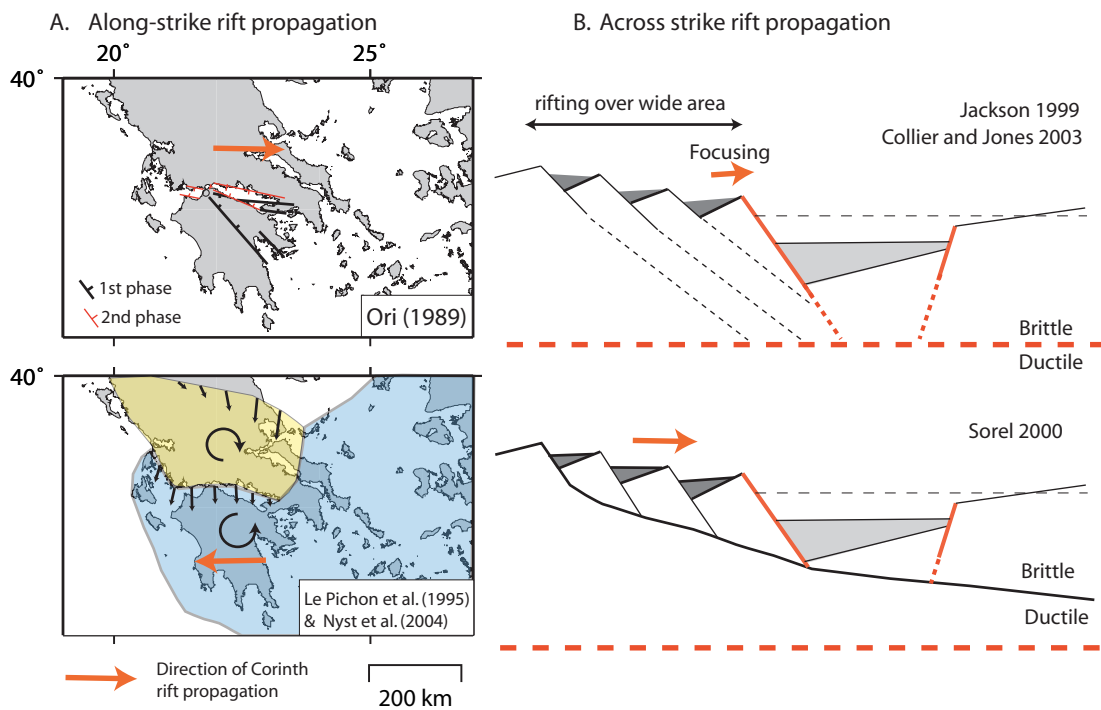 A. Along-strike rift propagation
20˚ 25˚
40˚
1st phase
2nd phase
Ori (1989)
40˚
Le Pichon et al. (1995)
& Nyst et al. (2004)
Direction of Corinth
rift propagation
200 km
B. Across strike rift propagation
rifting over wide area
Jackson 1999
Collier and Jones 2003
Focusing
Brittle
Ductile
Sorel 2000
Brittle
Ductile